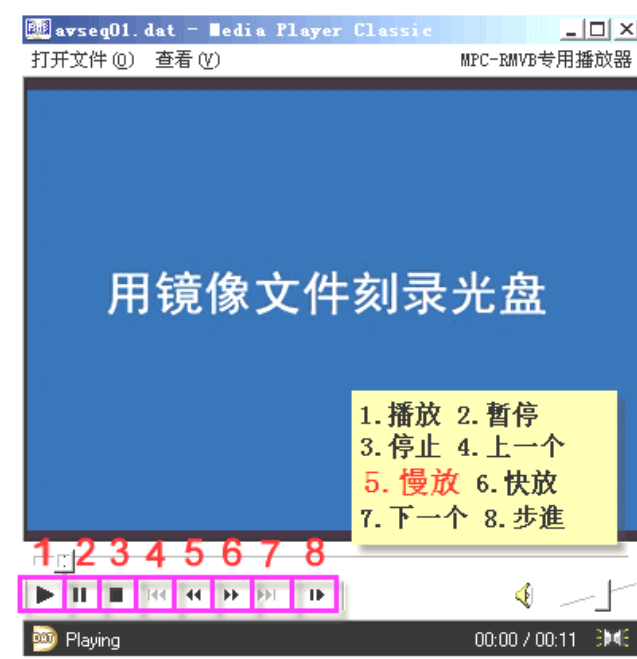 avseq01.dat - Media Player Classic
打开文件(O) 查看(V) MPC-RMVB专用播放器
用镜像文件刻录光盘
1.播放 2.暫停
3.停止 4.上一个
5.慢放 6.快放
7.下一个 8.步進
1 2 3 4 5 6 7 8
DAT Playing 00:00 / 00:11